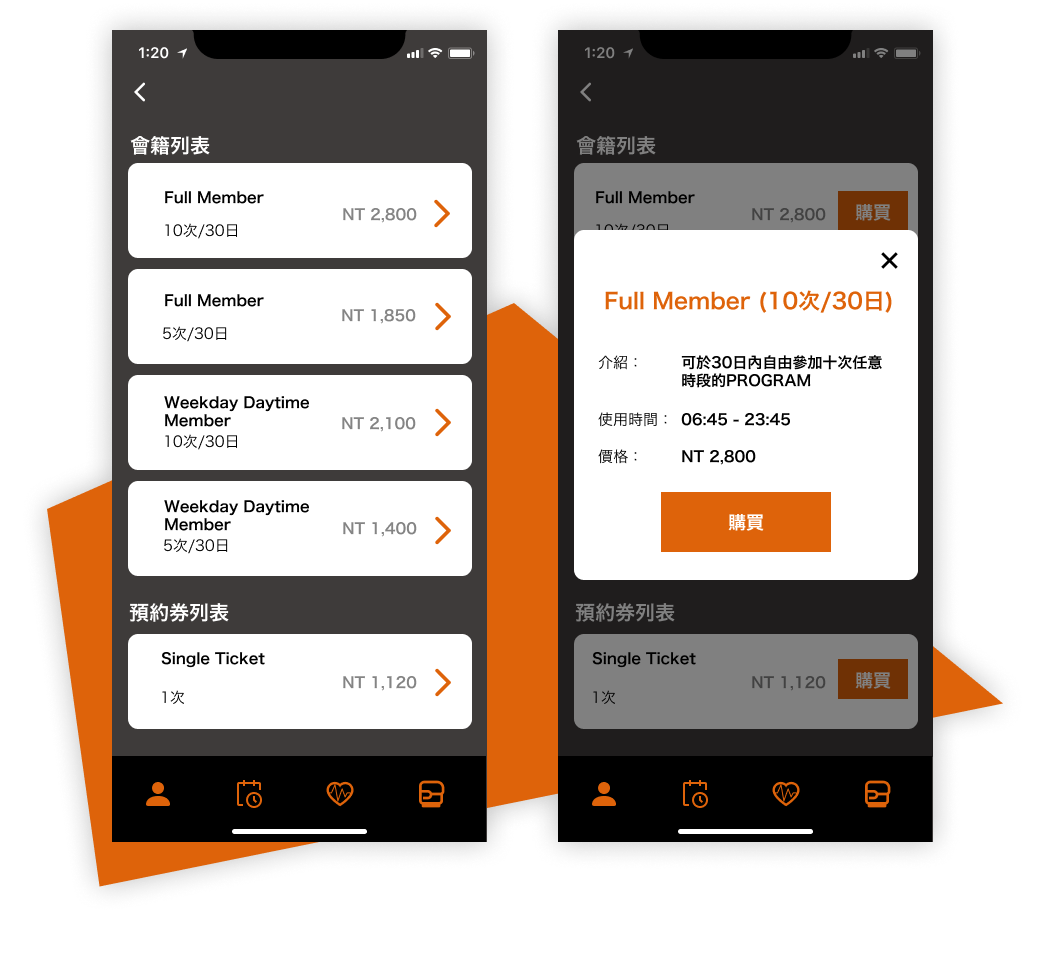 1:20
會籍列表
Full Member
NT 2,800
10次/30日
Full Member
NT 1,850
5次/30日
Weekday Daytime
Member
NT 2,100
10次/30日
Weekday Daytime
Member
NT 1,400
5次/30日
預約券列表
Single Ticket
NT 1,120
1次
1:20
會籍列表
Full Member
NT 2,800
購買
10次/30日
Full Member (10次/30日)
介紹：
可於30日內自由參加十次任意
時段的PROGRAM
使用時間：
06:45 - 23:45
價格：
NT 2,800
購買
預約券列表
Single Ticket
NT 1,120
購買
1次